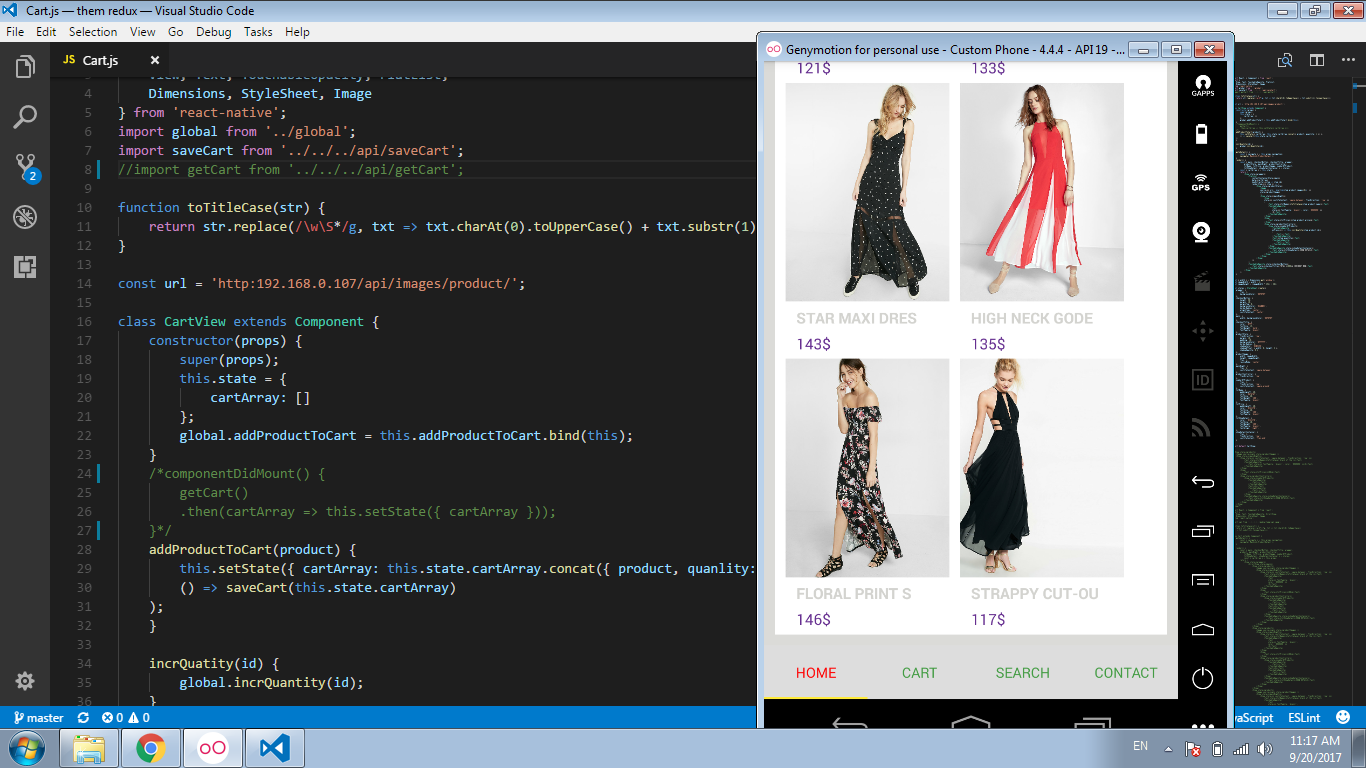 Cart.js — them redux — Visual Studio Code
File Edit Selection View Go Debug Tasks Help
JS Cart.js ×
4 Dimensions, StyleSheet, Image
5 } from 'react-native';
6 import global from '../global';
7 import saveCart from '../../../api/saveCart';
8 //import getCart from '../../../api/getCart';
9
10 function toTitleCase(str) {
11 return str.replace(/\w\S*/g, txt => txt.charAt(0).toUpperCase() + txt.substr(1)
12 }
13
14 const url = 'http:192.168.0.107/api/images/product/';
15
16 class CartView extends Component {
17 constructor(props) {
18 super(props);
19 this.state = {
20 cartArray: []
21 };
22 global.addProductToCart = this.addProductToCart.bind(this);
23 }
24 /*componentDidMount() {
25 getCart()
26 .then(cartArray => this.setState({ cartArray }));
27 }*/
28 addProductToCart(product) {
29 this.setState({ cartArray: this.state.cartArray.concat({ product, quanlity:
30 () => saveCart(this.state.cartArray)
31 );
32 }
33
34 incrQuatity(id) {
35 global.incrQuantity(id);
36 }
2
master 0 0
Genymotion for personal use - Custom Phone - 4.4.4 - API 19 - ...
121$ 133$
STAR MAXI DRES HIGH NECK GODE
143$ 135$
FLORAL PRINT S STRAPPY CUT-OU
146$ 117$
HOME CART SEARCH CONTACT
GAPPS
GPS
ID
vaScript ESLint
EN
11:17 AM
9/20/2017